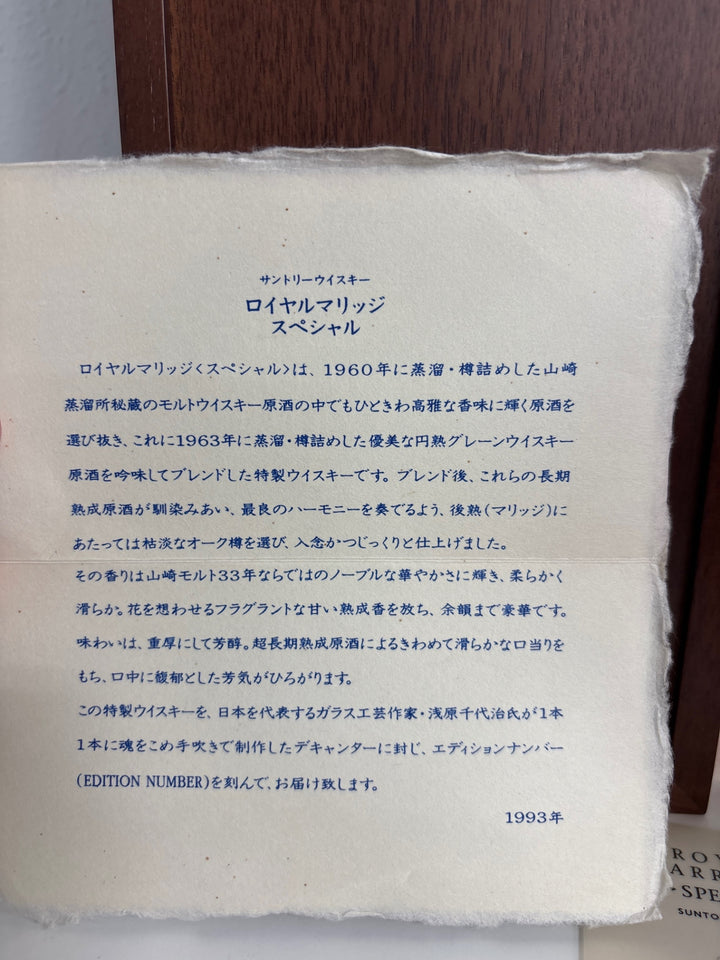 サントリーウイスキー
ロイヤルマリッジ
スペシャル
ロイヤルマリッジ〈スペシャル〉は、1960年に蒸溜・樽詰めした山崎
蒸溜所秘蔵のモルトウイスキー原酒の中でもひときわ高雅な香味に輝く原酒を
選び抜き、これに1963年に蒸溜・樽詰めした優美な円熟グレーンウイスキー
原酒を吟味してブレンドした特製ウイスキーです。ブレンド後、これらの長期
熟成原酒が馴染みあい、最良のハーモニーを奏でるよう、後熟(マリッジ)に
あたっては枯淡なオーク樽を選び、入念かつじっくりと仕上げました。
その香りは山崎モルト33年ならではのノーブルな華やかさに輝き、柔らかく
滑らか。花を想わせるフラグラントな甘い熟成香を放ち、余韻まで豪華です。
味わいは、重厚にして芳醇。超長期熟成原酒によるきわめて滑らかな口当りを
もち、口中に馥郁とした芳気がひろがります。
この特製ウイスキーを、日本を代表するガラス工芸作家・浅原千代治氏が1本
1本に魂をこめ手吹きで制作したデキャンターに封じ、エディションナンバー
(EDITION NUMBER)を刻んで、お届け致します。
1993年
ROY
ARR
SPE
SUNTO